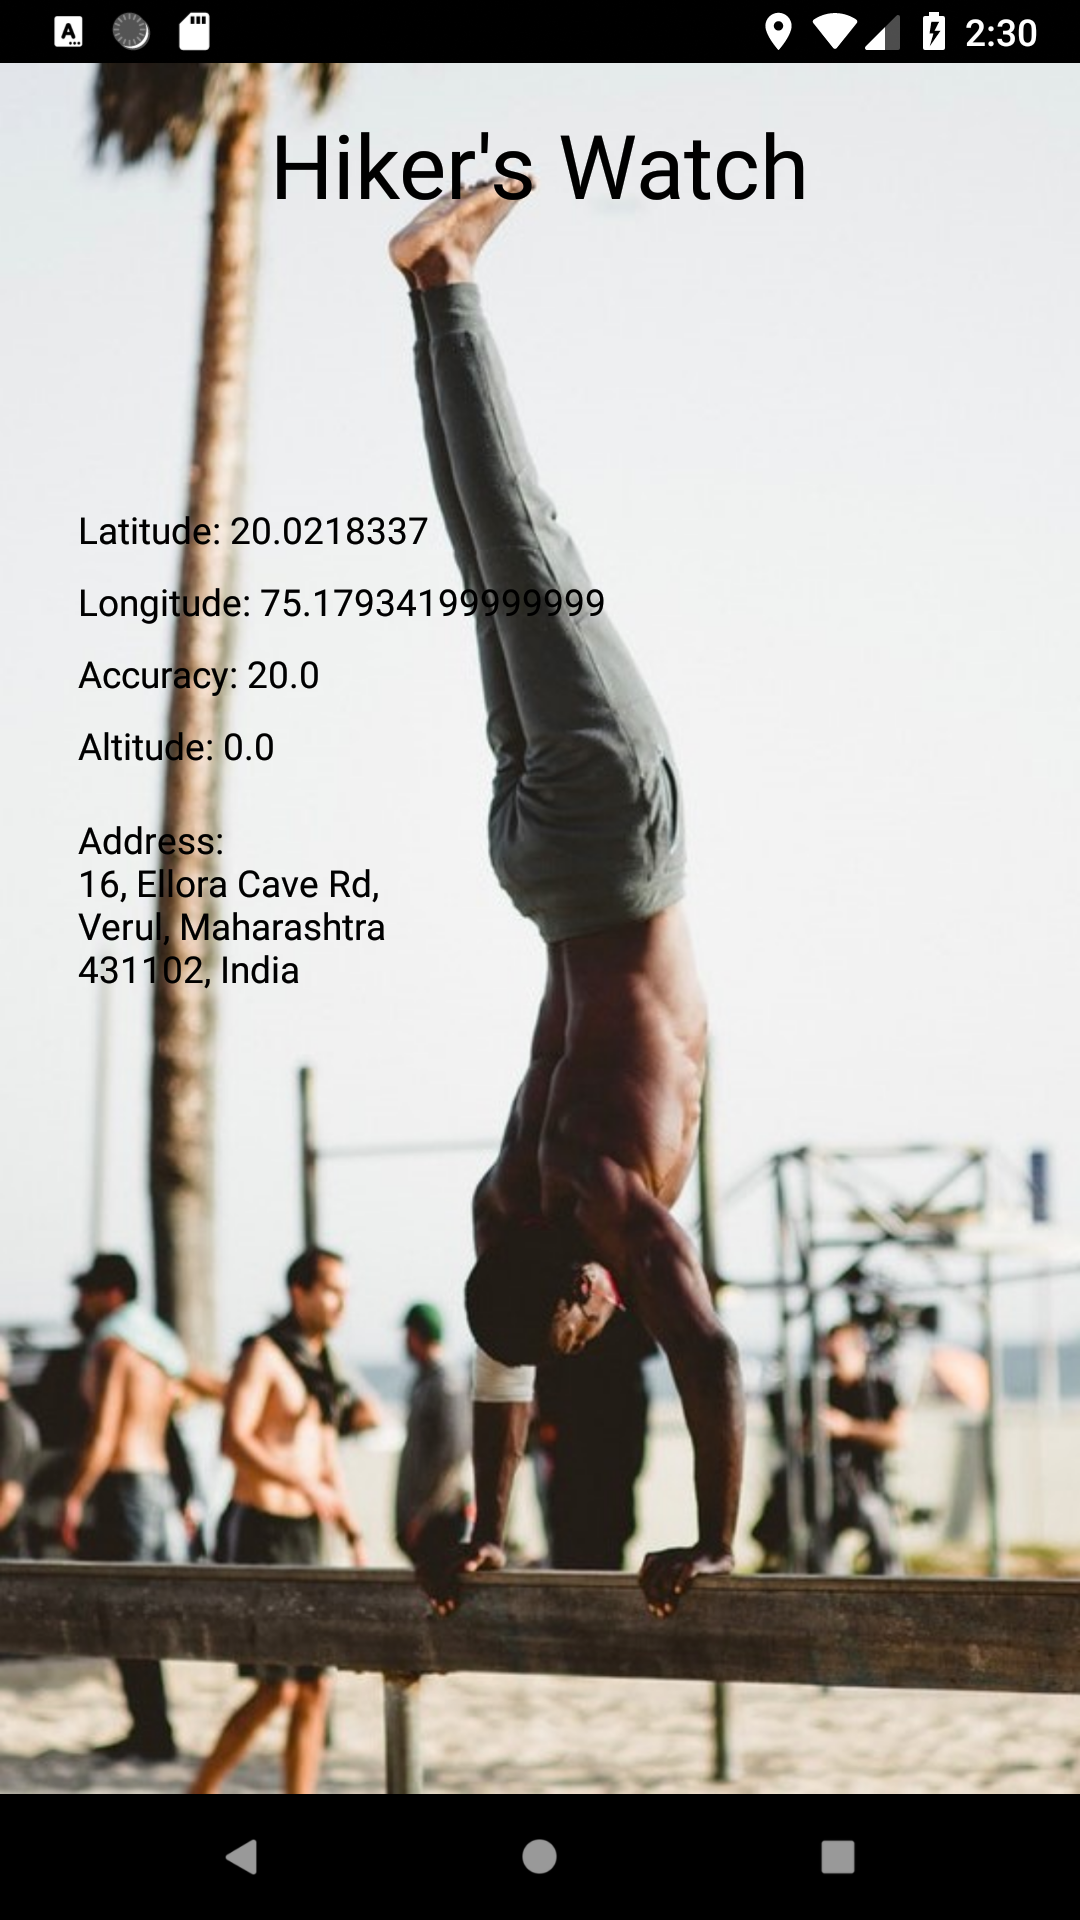 2:30
Hiker's Watch
Latitude: 20.0218337
Longitude: 75.17934199999999
Accuracy: 20.0
Altitude: 0.0
Address:
16, Ellora Cave Rd,
Verul, Maharashtra
431102, India